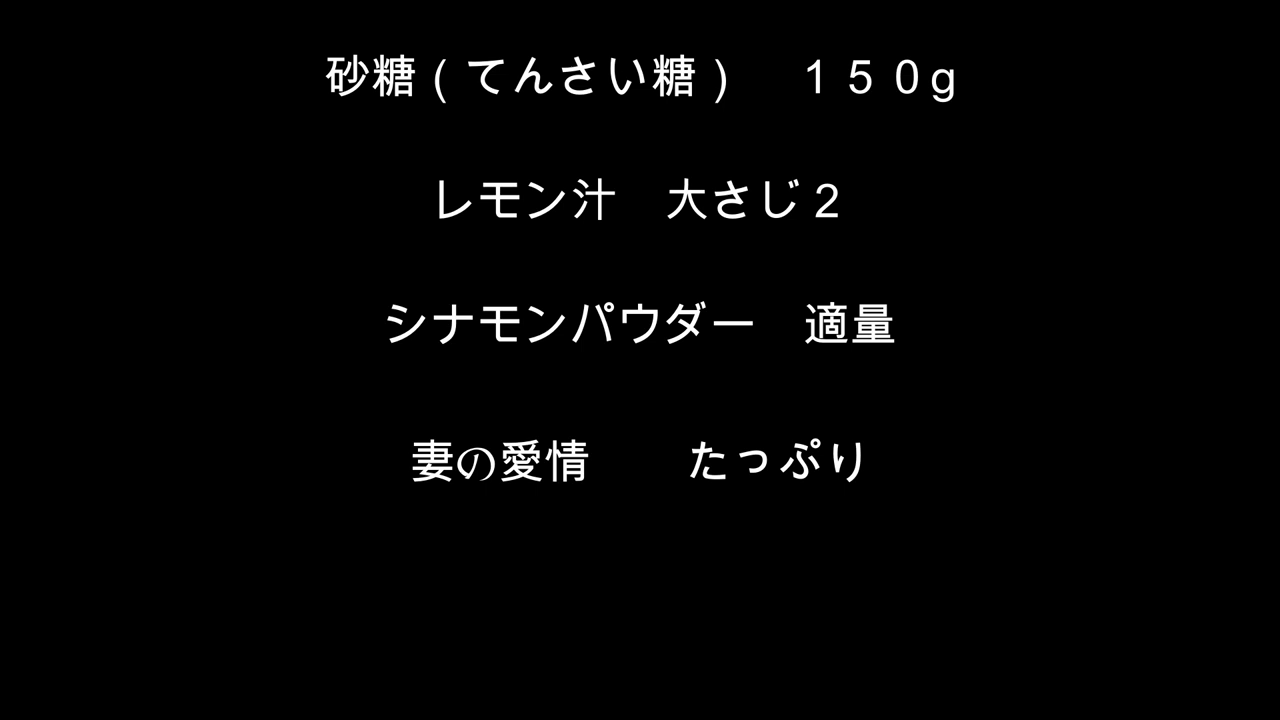 砂糖(てんさい糖) 150g
レモン汁 大さじ2
シナモンパウダー 適量
妻の愛情 たっぷり